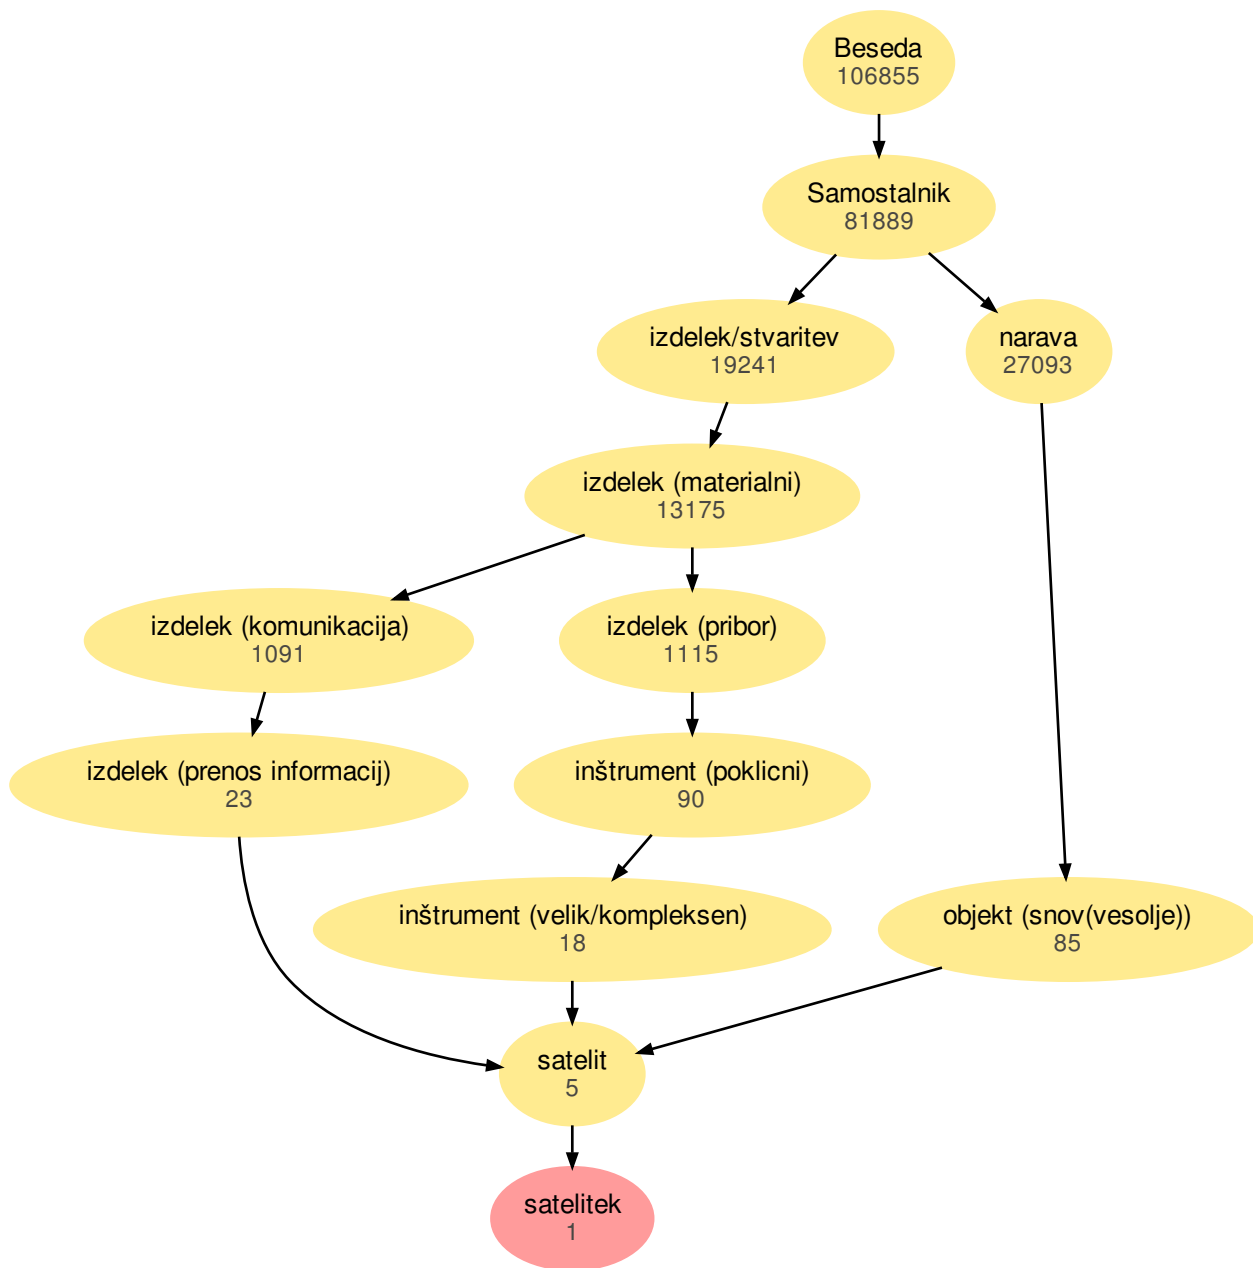 Beseda
106855
Samostalnik
81889
izdelek/stvaritev
19241
narava
27093
izdelek (materialni)
13175
izdelek (komunikacija)
1091
izdelek (pribor)
1115
izdelek (prenos informacij)
23
inštrument (poklicni)
90
inštrument (velik/kompleksen)
18
objekt (snov(vesolje))
85
satelit
5
satelitek
1